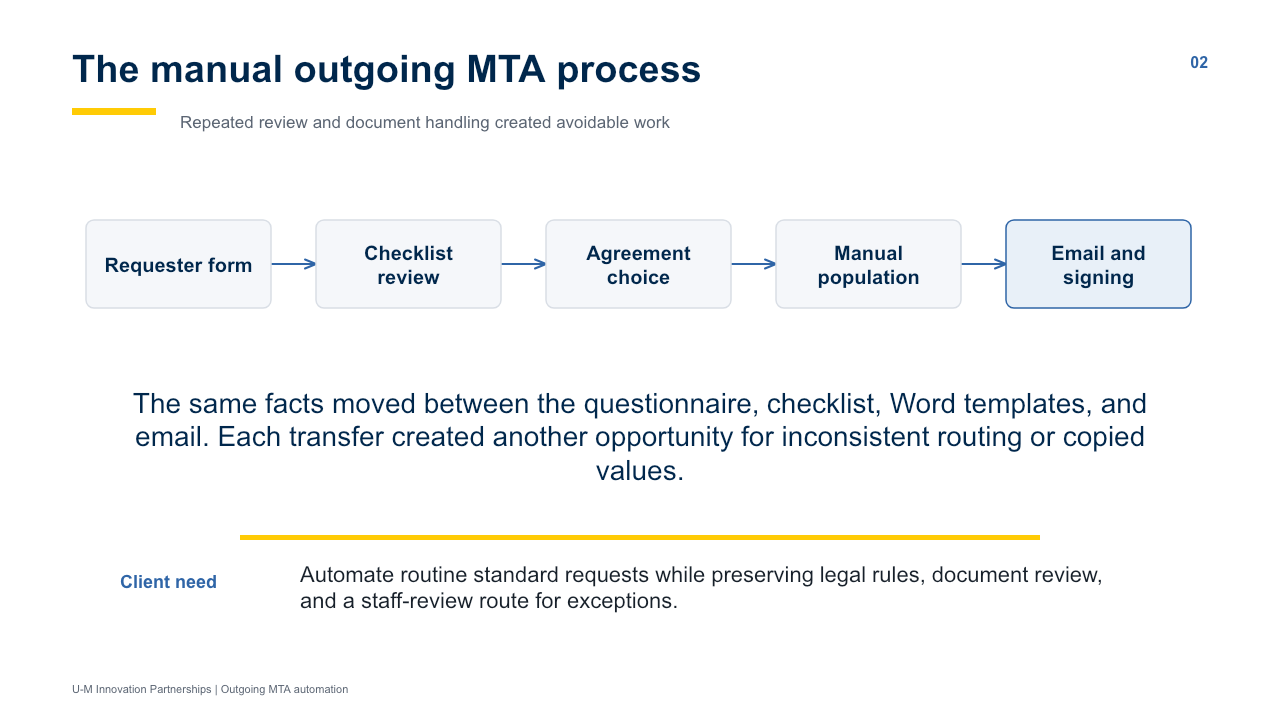 The manual outgoing MTA process
02
Repeated review and document handling created avoidable work
Requester form
Checklist
review
Agreement
choice
Manual
population
Email and
signing
The same facts moved between the questionnaire, checklist, Word templates, and
email. Each transfer created another opportunity for inconsistent routing or copied
values.
Client need
Automate routine standard requests while preserving legal rules, document review,
and a staff-review route for exceptions.
U-M Innovation Partnerships | Outgoing MTA automation